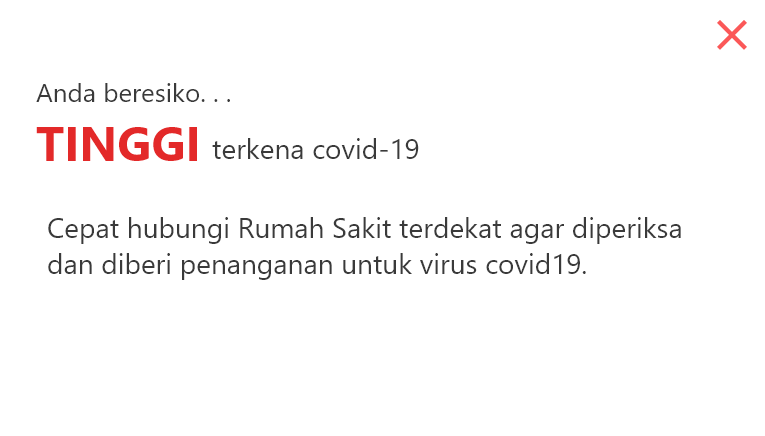 Anda beresiko. . .
TINGGI terkena covid-19
Cepat hubungi Rumah Sakit terdekat agar diperiksa
dan diberi penanganan untuk virus covid19.